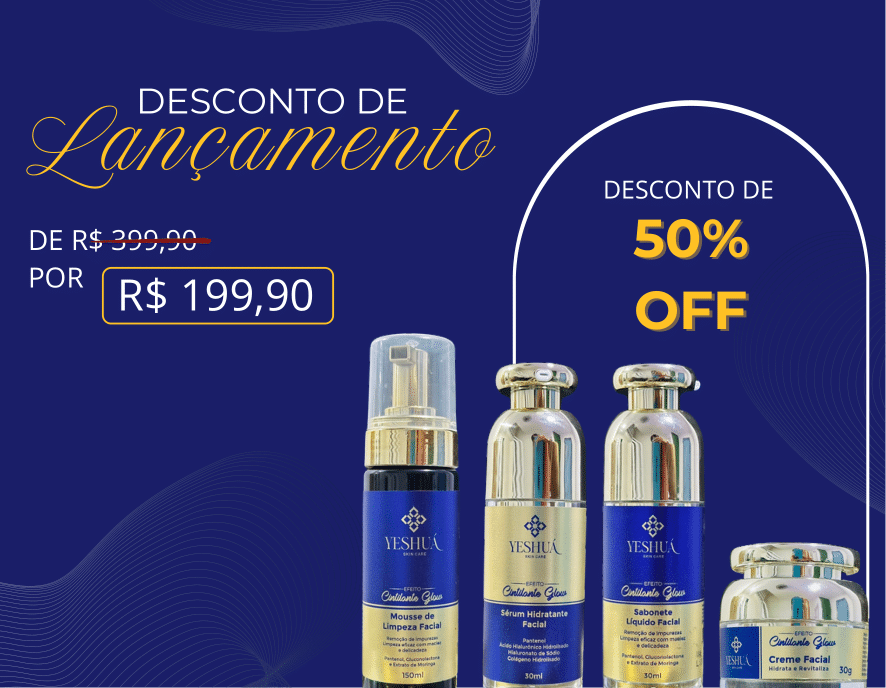 DESCONTO DE
Lançamento
DE R$ 399,90
POR
R$ 199,90
DESCONTO DE
50%
OFF
YESHUÁ
SKIN CARE
EFEITO
Cintilante Glow
Mousse de
Limpeza Facial
Remoção de impurezas
Limpeza eficaz com maciez
e delicadeza
Pantenol, Gluconolactona
e Extrato de Moringa
150ml
YESHUÁ
SKIN CARE
EFEITO
Cintilante Glow
Sérum Hidratante
Facial
Pantenol
Ácido Hialurônico Hidrolisado
Hialuronato de Sódio
Colágeno Hidrolisado
30ml
YESHUÁ
SKIN CARE
EFEITO
Cintilante Glow
Sabonete
Líquido Facial
Remoção de impurezas
Limpeza eficaz com maciez
e delicadeza
Pantenol, Gluconolactona
e Extrato de Moringa
30ml
YESHUÁ
SKIN CARE
EFEITO
Cintilante Glow
Creme Facial
Hidrata e Revitaliza
30g